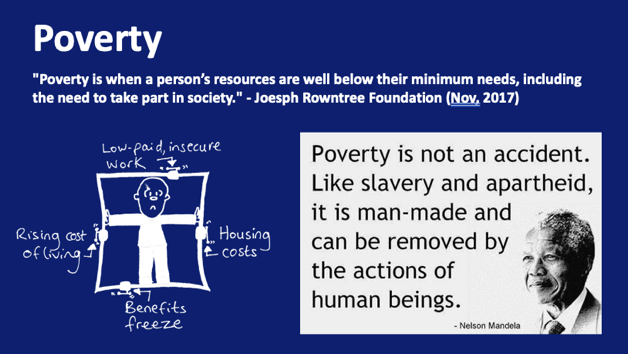 Poverty
"Poverty is when a person's resources are well below their minimum needs, including
the need to take part in society." - Joesph Rowntree Foundation (Nov, 2017)
Low-paid, insecure
work
Rising cost
of living
Housing
costs
Benefits
freeze
Poverty is not an accident.
Like slavery and apartheid,
it is man-made and
can be removed by
the actions of
human beings.
- Nelson Mandela